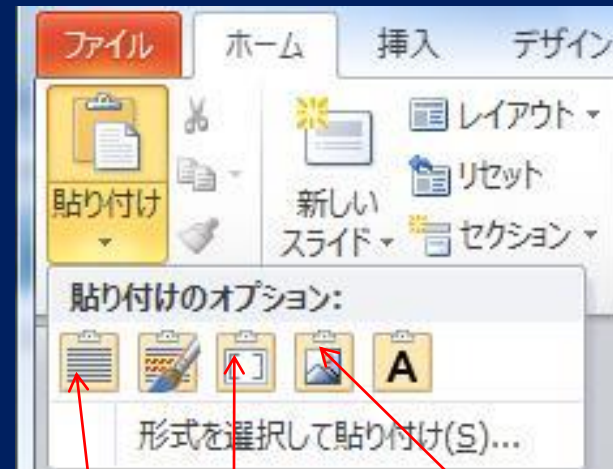 ファイル ホーム 挿入 デザイン
レイアウト
リセット
貼り付け
新しい
スライド
セクション
貼り付けのオプション:
A
形式を選択して貼り付け(S)...